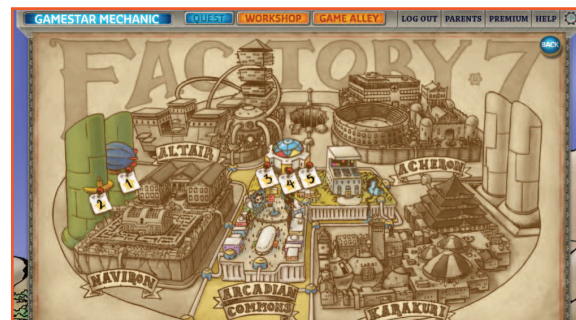 GAMESTAR MECHANIC QUEST WORKSHOP GAME ALLEY LOG OUT PARENTS PREMIUM HELP
FACTORY 7
BACK
ALTAIR
ACHERON
1
2
3 4 5
NAVIRON
ARCADIAN
COMMONS
KARAKURI